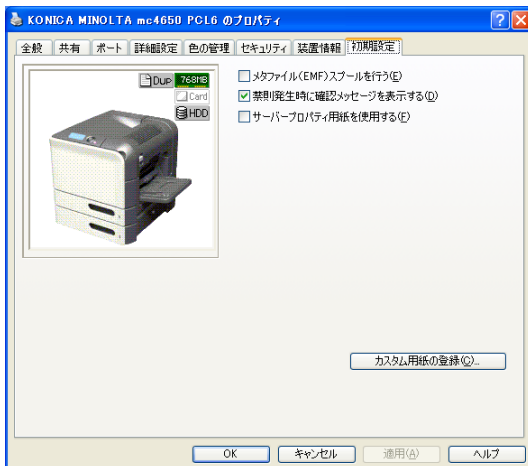 KONICA MINOLTA mc4650 PCL6 のプロパティ
全般 共有 ポート 詳細設定 色の管理 セキュリティ 装置情報 初期設定
Dup 768MB
Card
HDD
メタファイル(EMF)スプールを行う(E)
禁則発生時に確認メッセージを表示する(D)
サーバープロパティ用紙を使用する(F)
カスタム用紙の登録(C)...
OK キャンセル 適用(A) ヘルプ